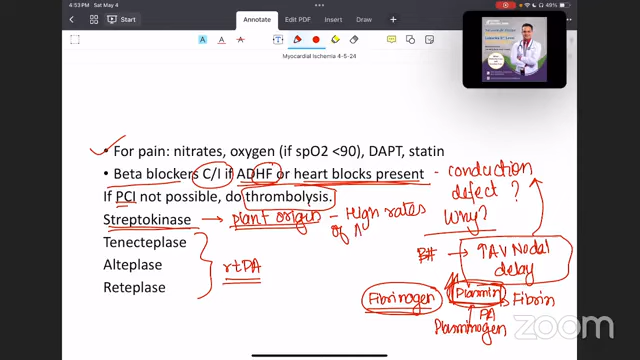 4:53 PM Sat May 4
49%
Annotate
Edit PDF
Insert
Draw
Myocardial Ischemia 4-5-24
• For pain: nitrates, oxygen (if spO2 <90), DAPT, statin
• Beta blockers C/I if ADHF or heart blocks present - conduction defect ?
If PCI not possible, do thrombolysis.
Why?
Streptokinase → plant origin - High rates of
Tenecteplase
Alteplase
Reteplase
rtPA
→ ↑AV Nodal delay
Fibrinogen
Plasmin
Fibrin
PA
Plasminogen
zoom